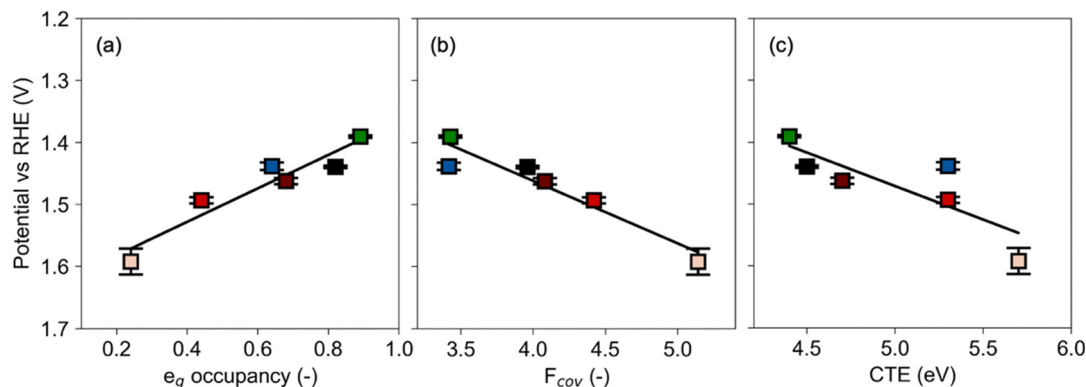 (a)
(b)
(c)
Potential vs RHE (V)
1.2
1.3
1.4
1.5
1.6
1.7
0.2 0.4 0.6 0.8 1.0
3.5 4.0 4.5 5.0
4.5 5.0 5.5 6.0
eg occupancy (-)
Fcov (-)
CTE (eV)